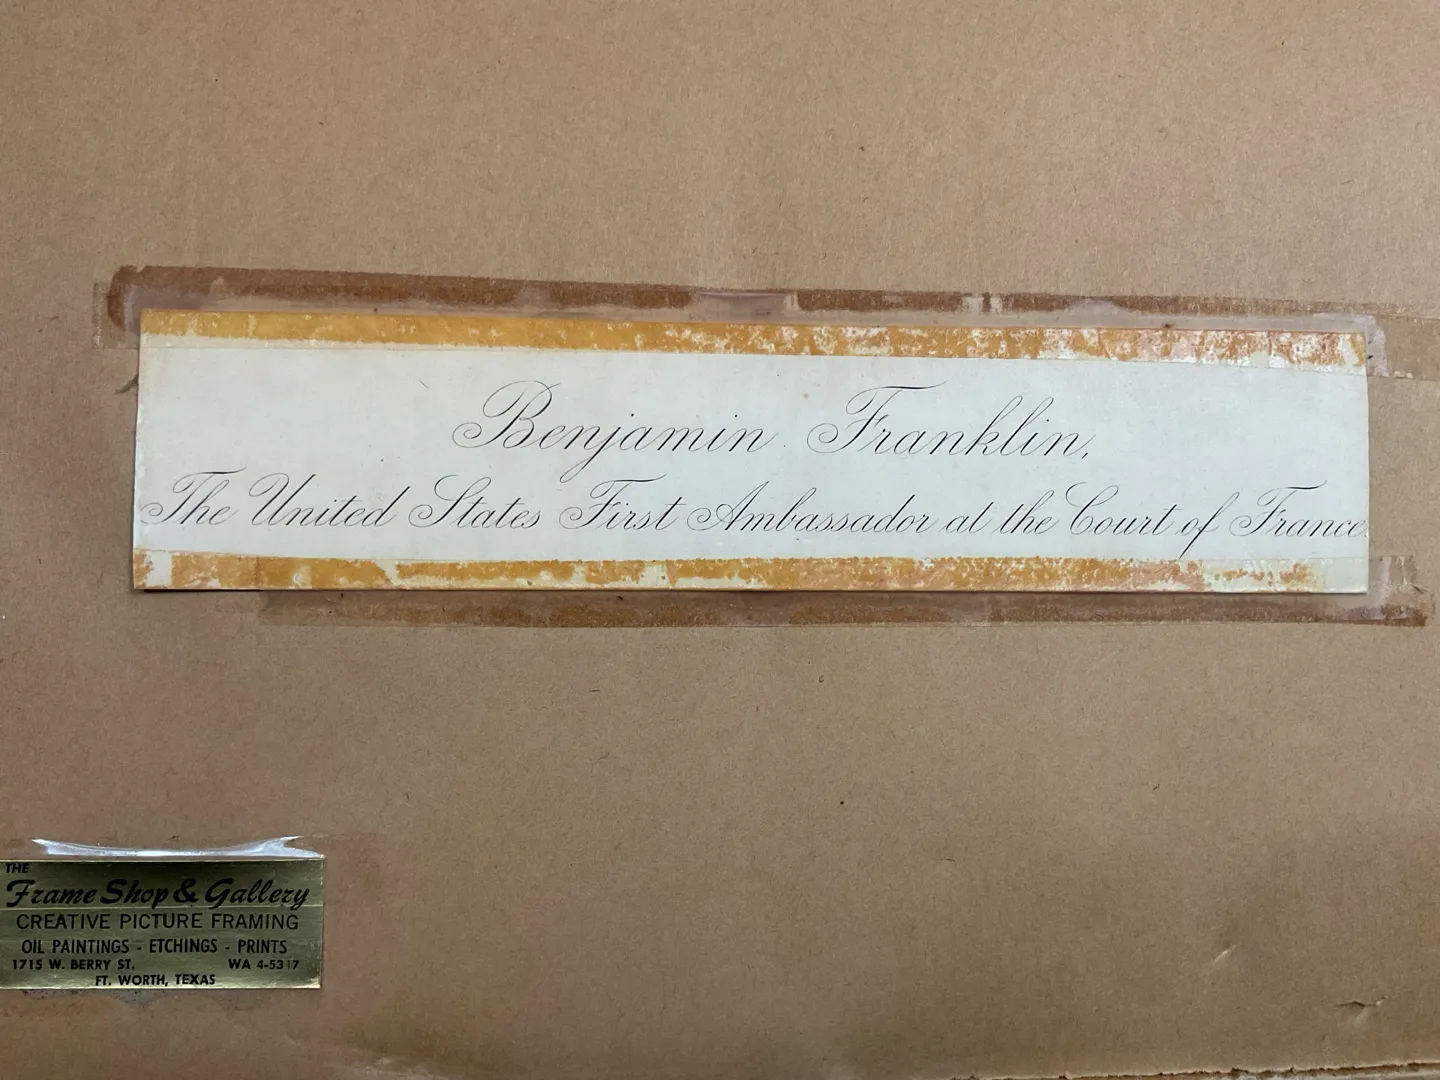 Benjamin Franklin,
The United States First Ambassador at the Court of France.
THE
Frame Shop & Gallery
CREATIVE PICTURE FRAMING
OIL PAINTINGS - ETCHINGS - PRINTS
1715 W. BERRY ST. WA 4-5317
FT. WORTH, TEXAS